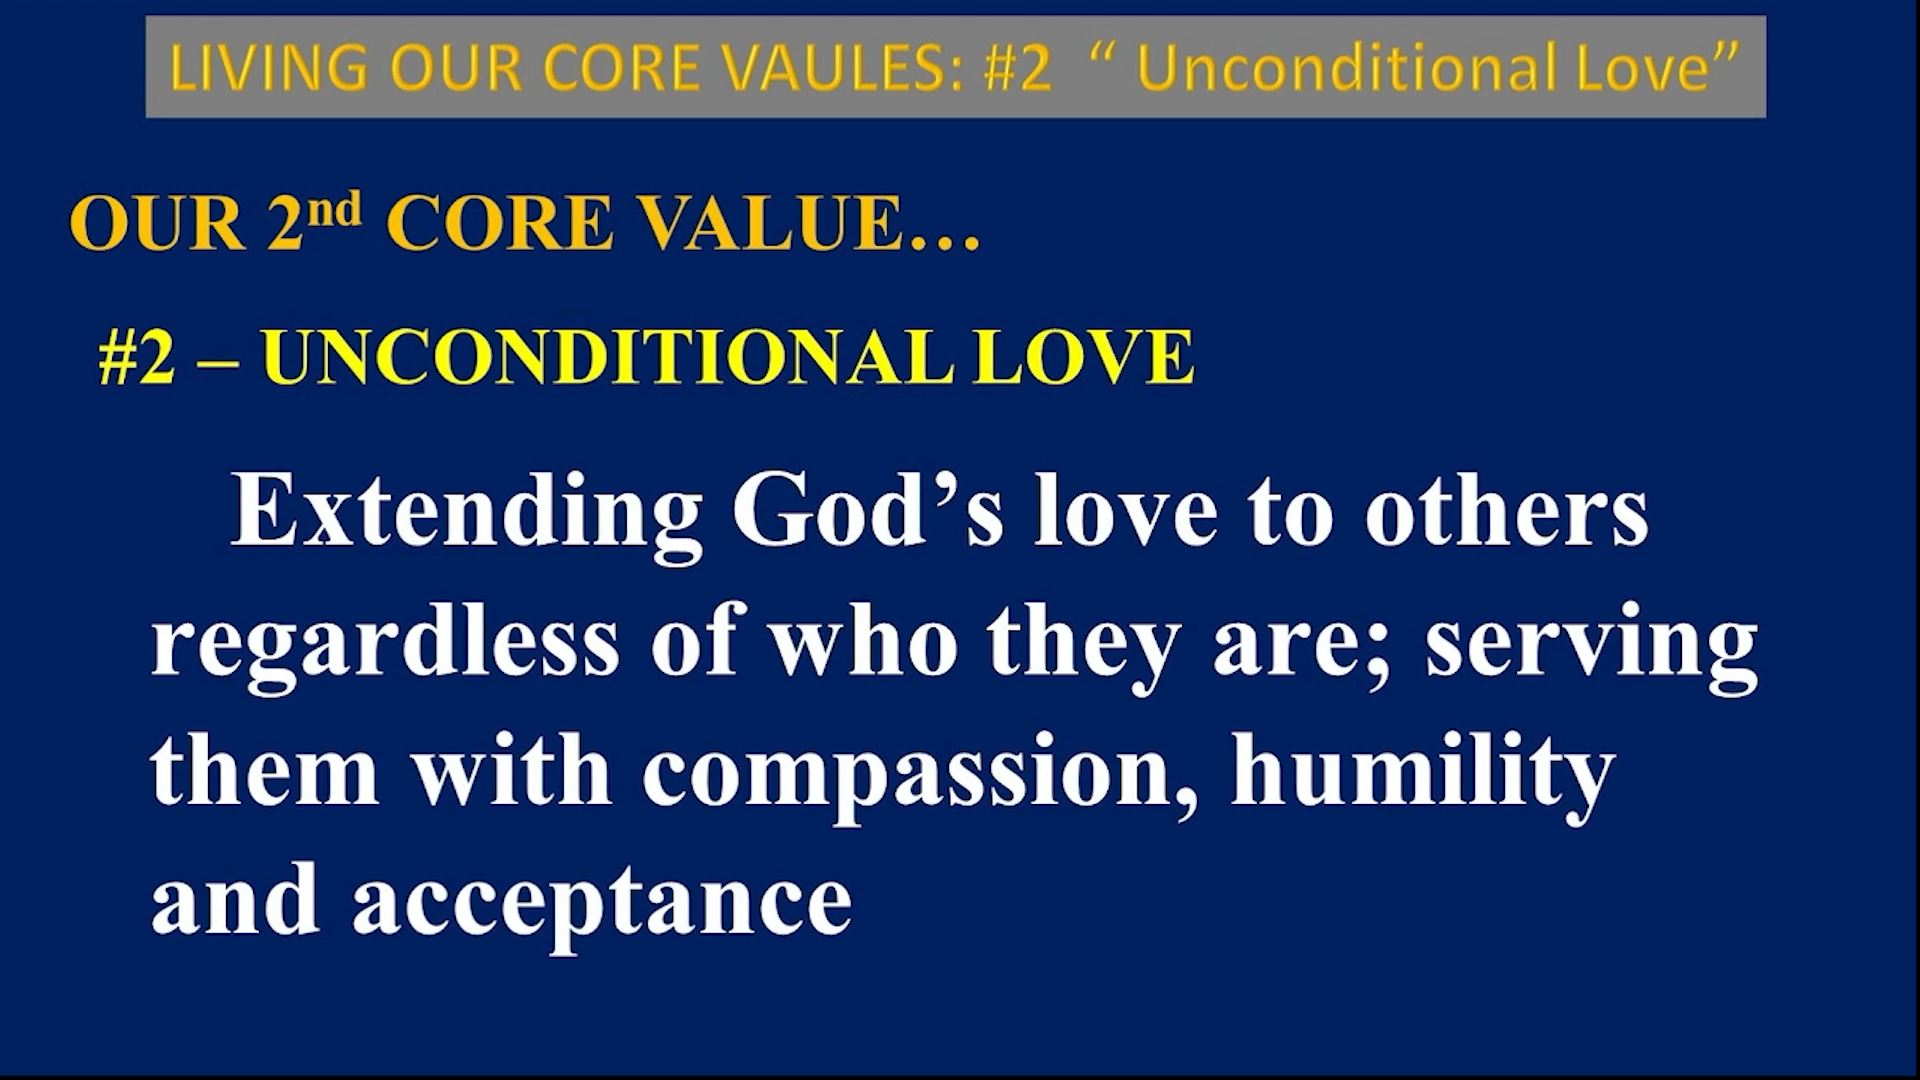 LIVING OUR CORE VAULES: #2 “ Unconditional Love”
OUR 2nd CORE VALUE…
#2 – UNCONDITIONAL LOVE
Extending God’s love to others
regardless of who they are; serving
them with compassion, humility
and acceptance